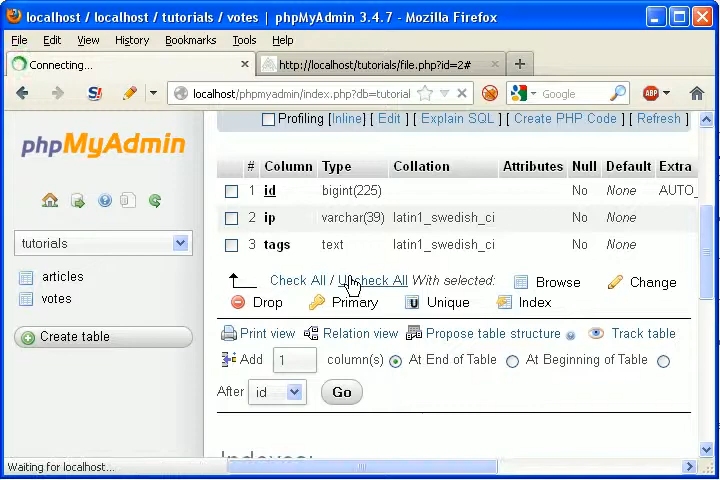 localhost / localhost / tutorials / votes | phpMyAdmin 3.4.7 - Mozilla Firefox
File Edit View History Bookmarks Tools Help
Connecting... http://localhost/tutorials/file.php?id=2#
localhost/phpmyadmin/index.php?db=tutorial Google
phpMyAdmin
tutorials
articles
votes
Create table
Profiling [Inline] [ Edit ] [ Explain SQL ] [ Create PHP Code ] [ Refresh ]
# Column Type Collation Attributes Null Default Extra
1 id bigint(225) No None AUTO_
2 ip varchar(39) latin1_swedish_ci No None
3 tags text latin1_swedish_ci No None
Check All / Uncheck All With selected: Browse Change
Drop Primary Unique Index
Print view Relation view Propose table structure Track table
Add 1 column(s) At End of Table At Beginning of Table
After id Go
Indexes:
Waiting for localhost...